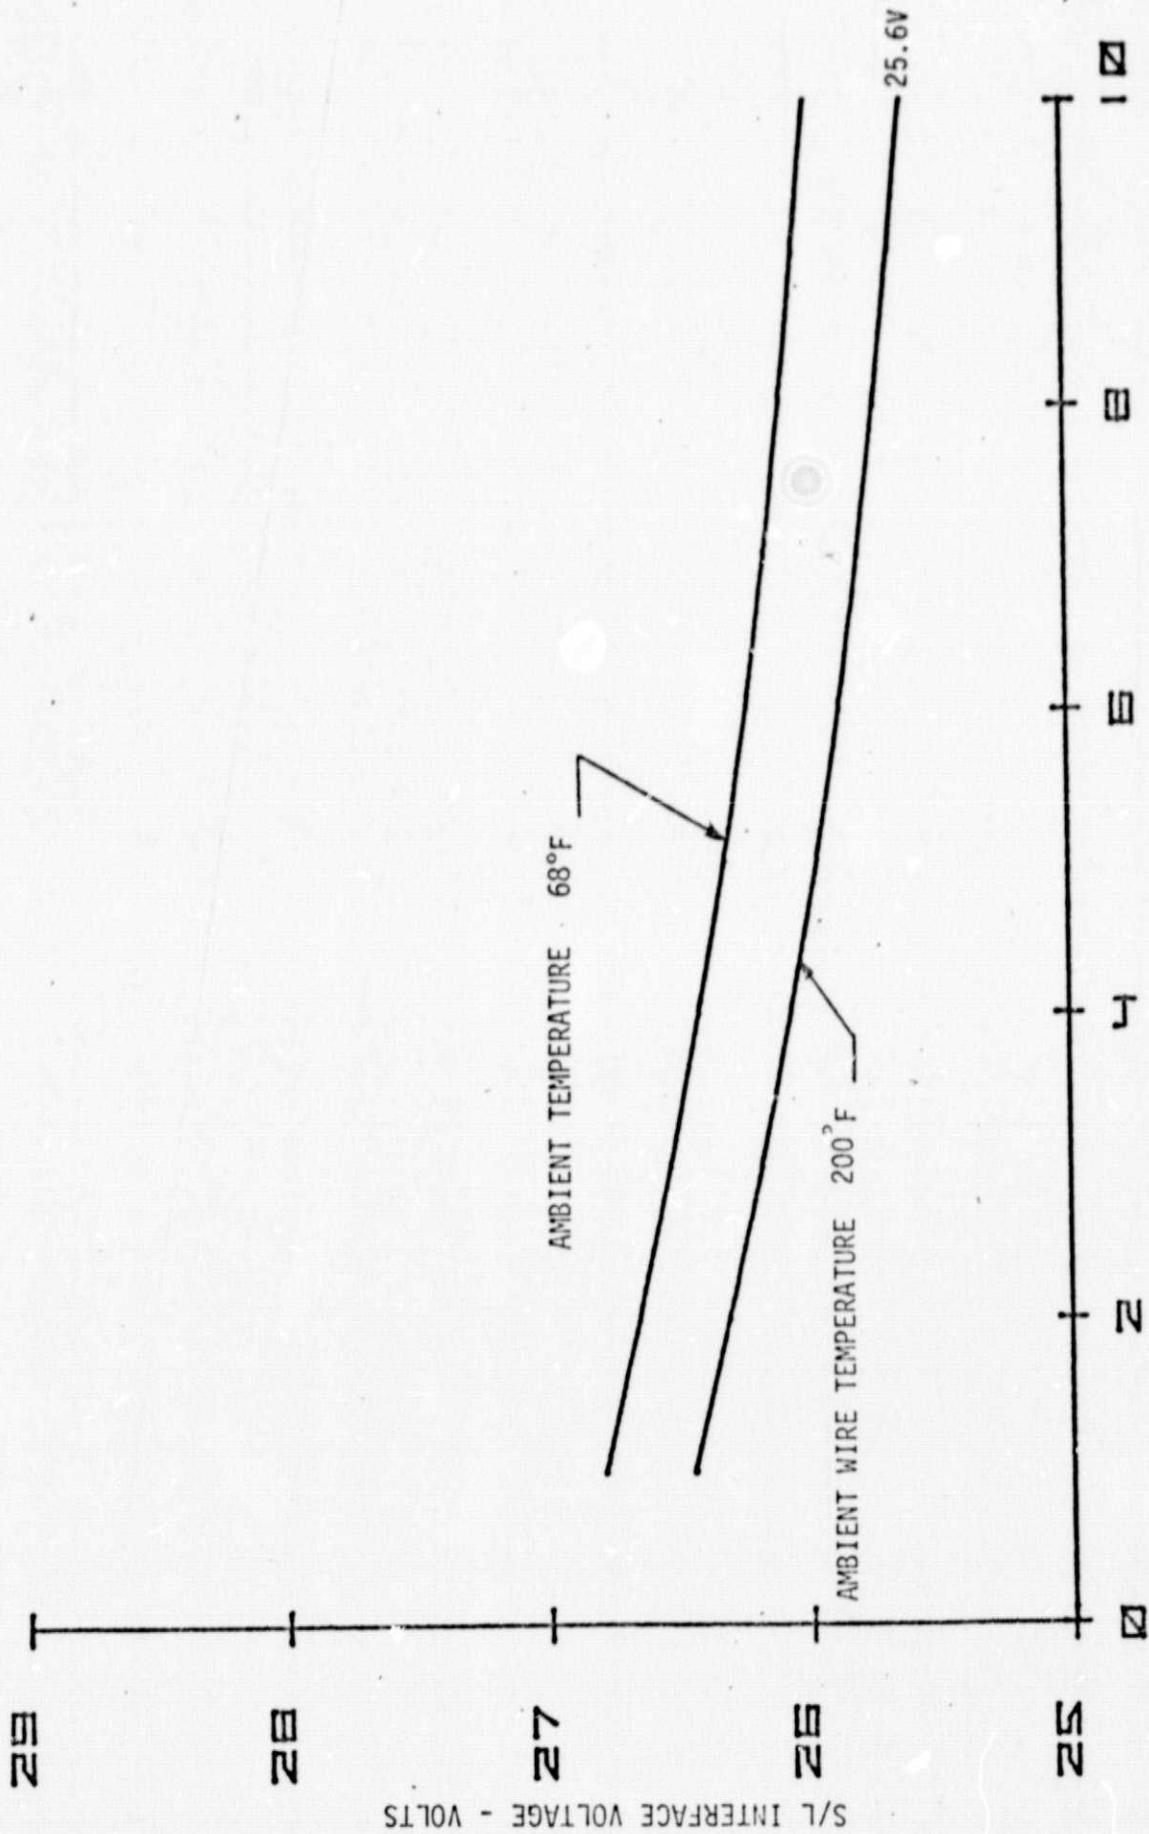 S/L INTERFACE VOLTAGE - VOLTS
29
28
27
26
25
AMBIENT TEMPERATURE 68°F
AMBIENT WIRE TEMPERATURE 200°F
25.6V
0
2
4
6
8
10